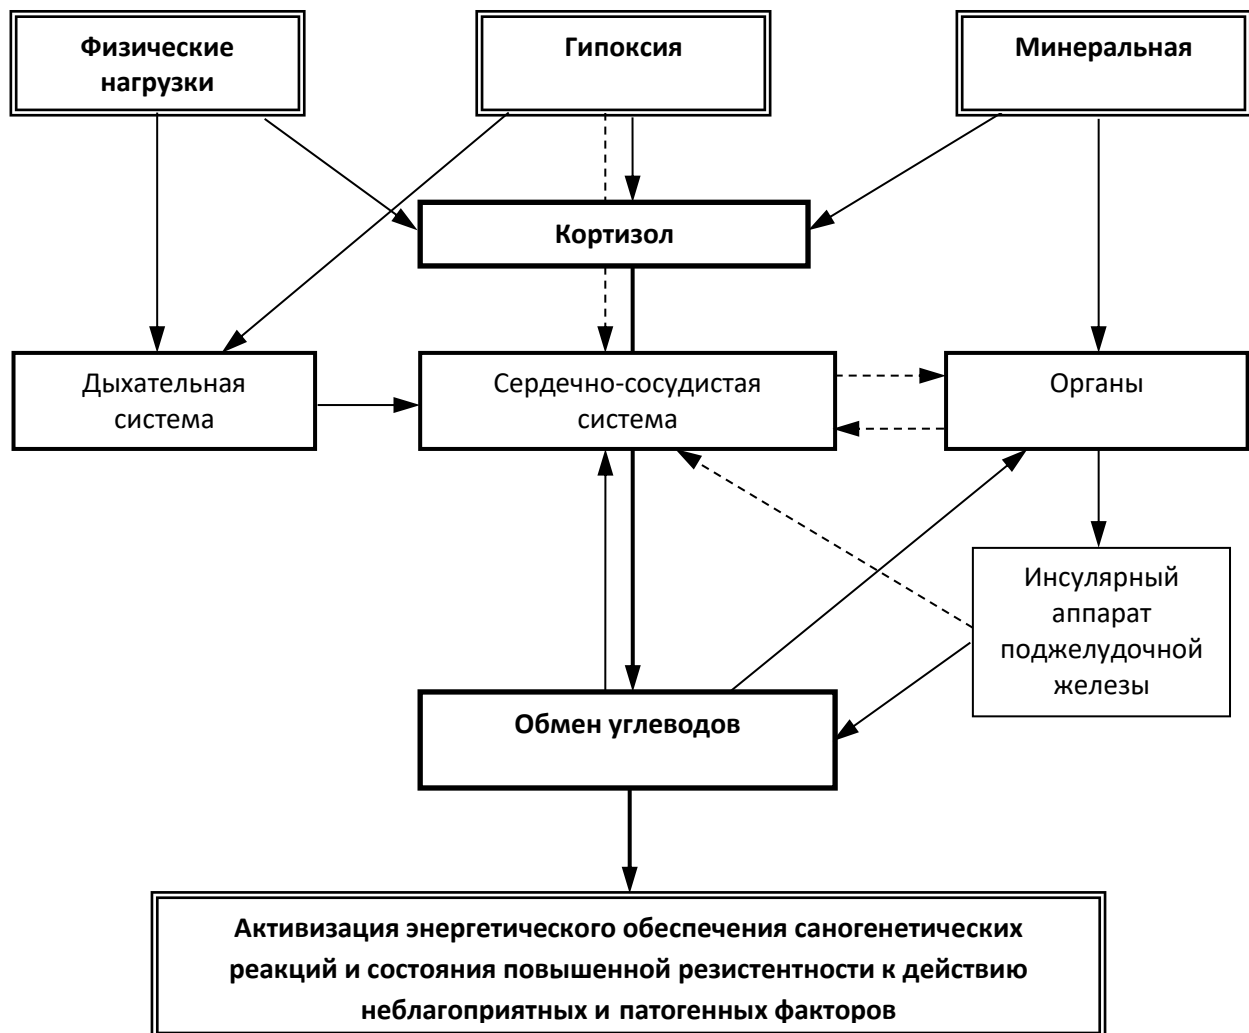 Физические
нагрузки
Гипоксия
Минеральная
Кортизол
Дыхательная
система
Сердечно-сосудистая
система
Органы
Инсулярный
аппарат
поджелудочной
железы
Обмен углеводов
Активизация энергетического обеспечения саногенетических
реакций и состояния повышенной резистентности к действию
неблагоприятных и патогенных факторов